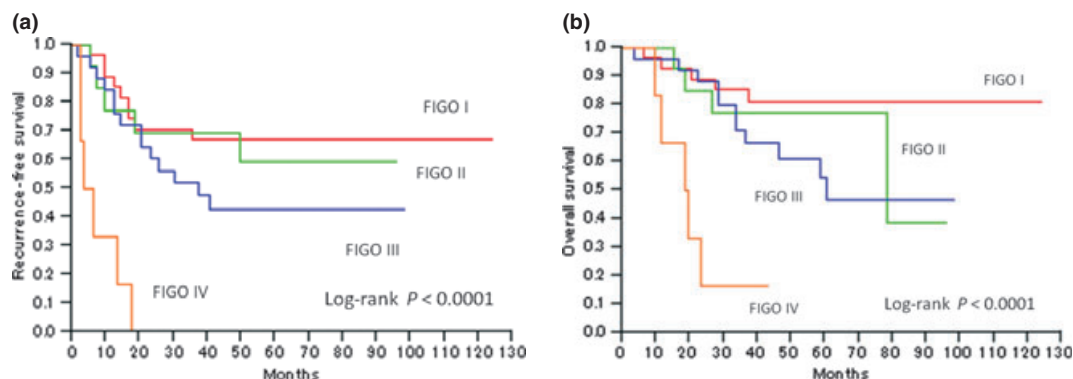 (a)
1.0
0.9
0.8
0.7
0.6
0.5
0.4
0.3
0.2
0.1
0.0
Recurrence-free survival
FIGO I
FIGO II
FIGO III
FIGO IV
Log-rank P < 0.0001
0 10 20 30 40 50 60 70 80 90 100 110 120 130
Months
(b)
1.0
0.9
0.8
0.7
0.6
0.5
0.4
0.3
0.2
0.1
0.0
Overall survival
FIGO I
FIGO II
FIGO III
FIGO IV
Log-rank P < 0.0001
0 10 20 30 40 50 60 70 80 90 100 110 120 130
Months